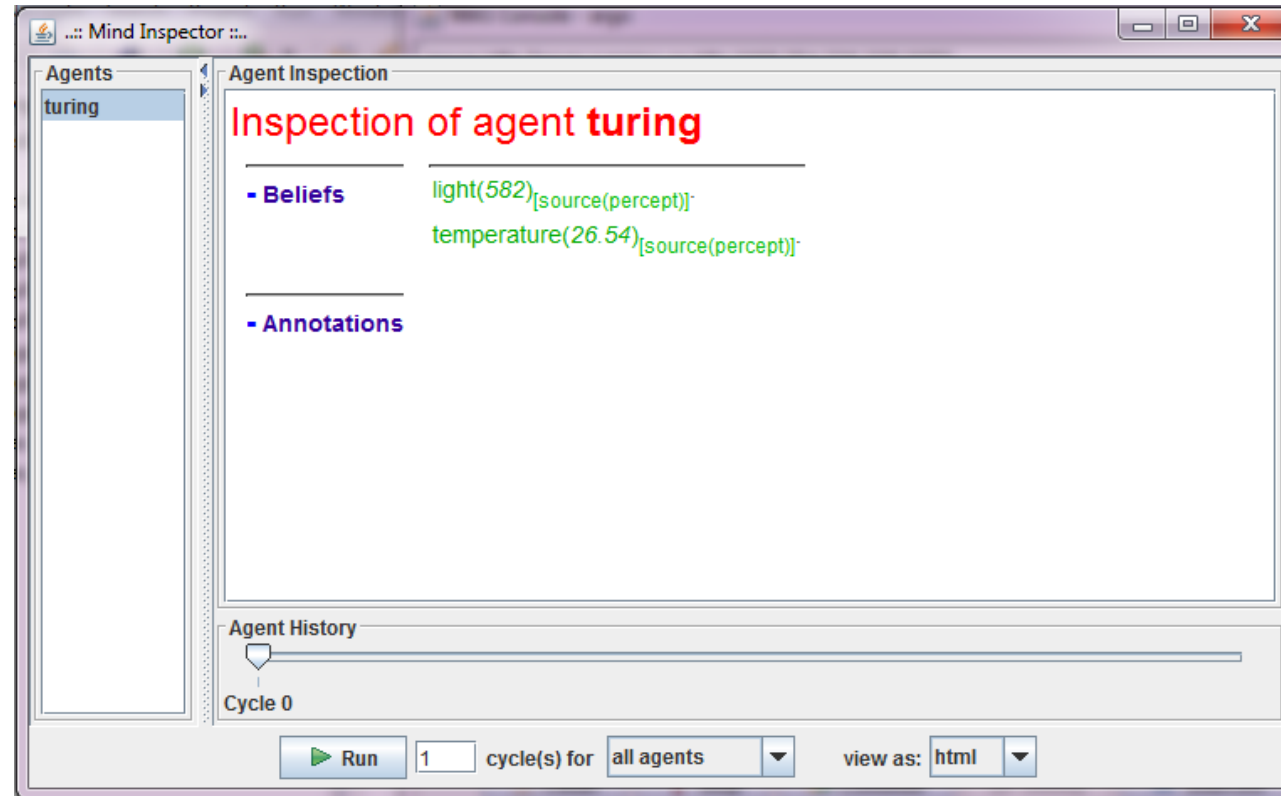 ..:: Mind Inspector ::..
Agents
turing
Agent Inspection
Inspection of agent turing
- Beliefs
light(582)[source(percept)].
temperature(26.54)[source(percept)].
- Annotations
Agent History
Cycle 0
Run 1 cycle(s) for all agents view as: html